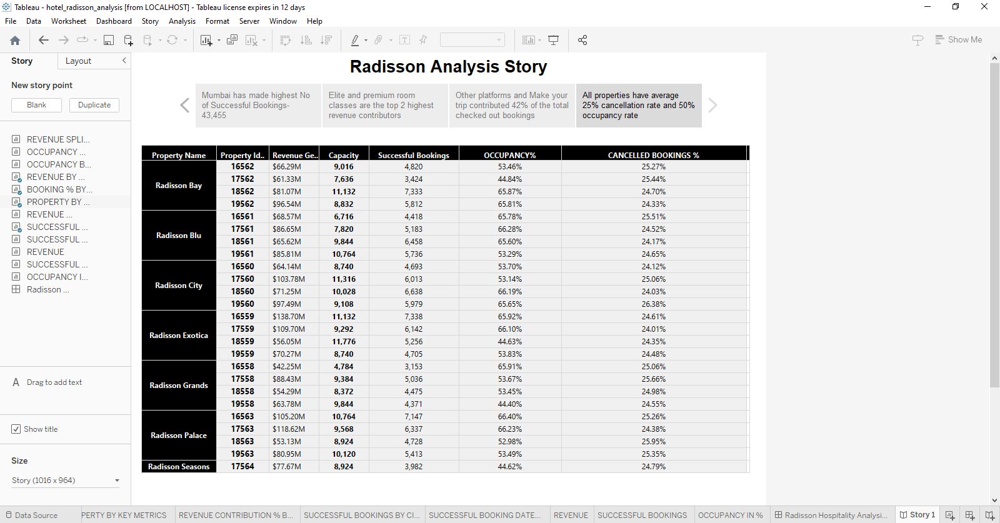 Tableau - hotel_radisson_analysis [from LOCALHOST] - Tableau license expires in 12 days
File Data Worksheet Dashboard Story Analysis Format Server Window Help
Show Me
Story Layout
New story point
Blank Duplicate
REVENUE SPLI...
OCCUPANCY ...
OCCUPANCY B...
REVENUE BY ...
BOOKING % BY...
PROPERTY BY ...
REVENUE ...
SUCCESSFUL ...
SUCCESSFUL ...
REVENUE
SUCCESSFUL ...
OCCUPANCY I...
Radisson ...
A Drag to add text
Show title
Size
Story (1016 x 964)
Radisson Analysis Story
Mumbai has made highest No
of Successful Bookings-
43,455
Elite and premium room
classes are the top 2 highest
revenue contributors
Other platforms and Make your
trip contributed 42% of the total
checked out bookings
All properties have average
25% cancellation rate and 50%
occupancy rate
Property Name Property Id.. Revenue Ge.. Capacity Successful Bookings OCCUPANCY% CANCELLED BOOKINGS %
Radisson Bay
16562 $66.29M 9,016 4,820 53.46% 25.27%
17562 $61.33M 7,636 3,424 44.84% 25.44%
18562 $81.07M 11,132 7,333 65.87% 24.70%
19562 $96.54M 8,832 5,812 65.81% 24.33%
Radisson Blu
16561 $68.57M 6,716 4,418 65.78% 25.51%
17561 $86.65M 7,820 5,183 66.28% 24.52%
18561 $65.62M 9,844 6,458 65.60% 24.17%
19561 $85.81M 10,764 5,736 53.29% 24.65%
Radisson City
16560 $64.14M 8,740 4,693 53.70% 24.12%
17560 $103.78M 11,316 6,013 53.14% 25.06%
18560 $71.25M 10,028 6,638 66.19% 24.03%
19560 $97.49M 9,108 5,979 65.65% 26.38%
Radisson Exotica
16559 $138.70M 11,132 7,338 65.92% 24.61%
17559 $109.70M 9,292 6,142 66.10% 24.01%
18559 $56.05M 11,776 5,256 44.63% 24.35%
19559 $70.27M 8,740 4,705 53.83% 24.48%
Radisson Grands
16558 $42.25M 4,784 3,153 65.91% 25.06%
17558 $88.43M 9,384 5,036 53.67% 25.66%
18558 $54.29M 8,372 4,475 53.45% 24.98%
19558 $63.78M 9,844 4,371 44.40% 24.55%
Radisson Palace
16563 $105.20M 10,764 7,147 66.40% 25.26%
17563 $118.62M 9,568 6,337 66.23% 24.38%
18563 $53.13M 8,924 4,728 52.98% 25.95%
19563 $80.95M 10,120 5,413 53.49% 25.35%
Radisson Seasons 17564 $77.67M 8,924 3,982 44.62% 24.79%
Data Source PERTY BY KEY METRICS REVENUE CONTRIBUTION % B... SUCCESSFUL BOOKINGS BY CI... SUCCESSFUL BOOKING DATE... REVENUE SUCCESSFUL BOOKINGS OCCUPANCY IN % Radisson Hospitality Analysi... Story 1